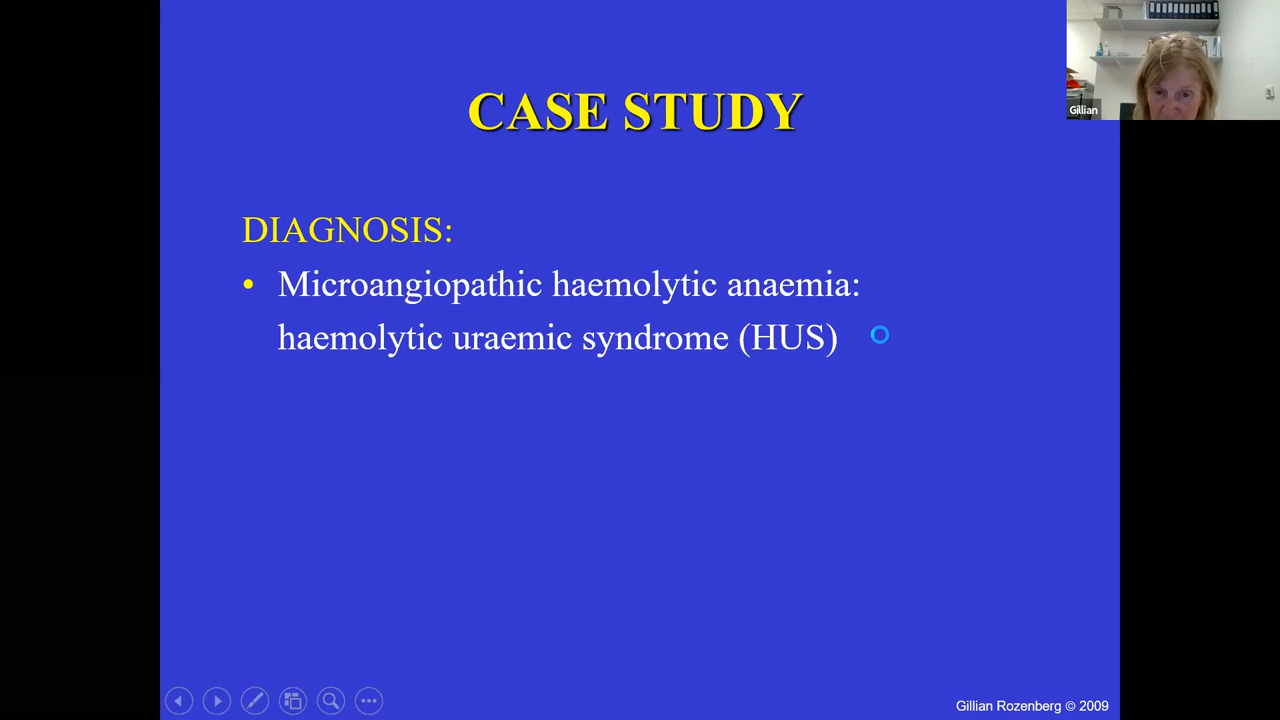 CASE STUDY
Gillian
DIAGNOSIS:
• Microangiopathic haemolytic anaemia:
haemolytic uraemic syndrome (HUS)
Gillian Rozenberg © 2009